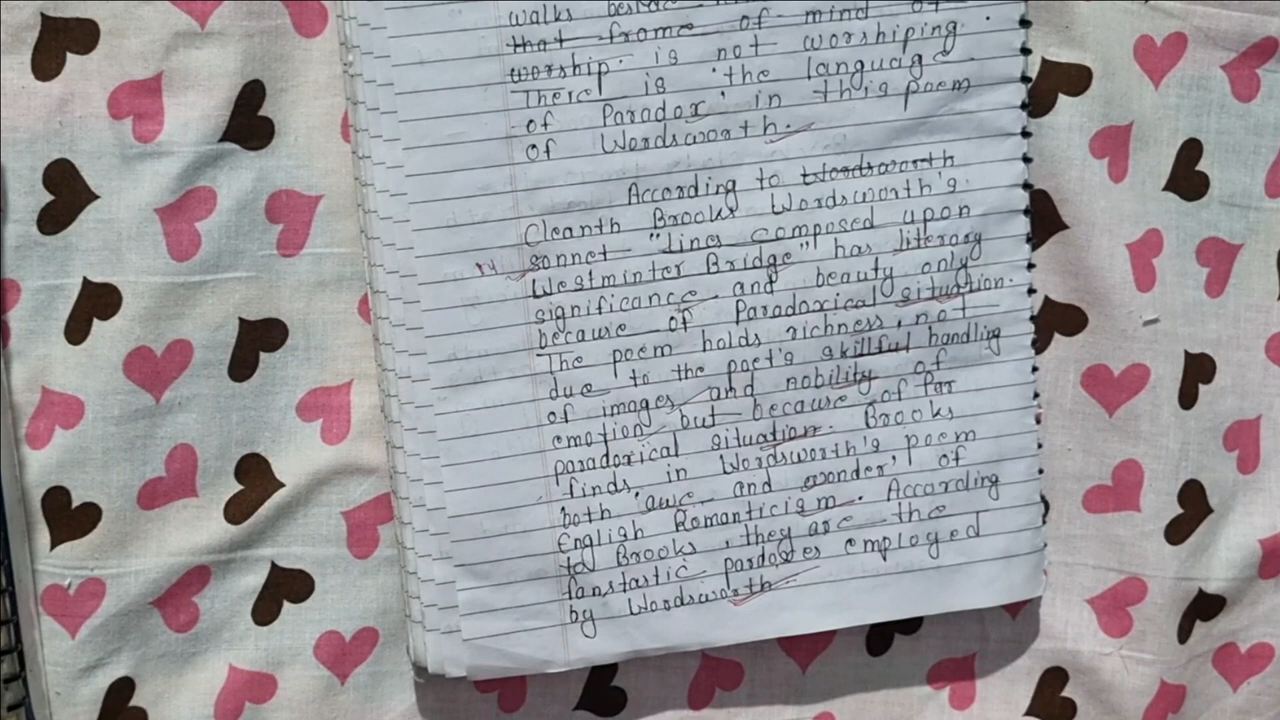 walks
that frame of mind of
worship. is not worshiping.
There is 'the language
of Paradox' in this poem
of Wordsworth.
According to Wordsworth
Cleanth Brooks Wordsworth's
sonnet "Lines composed upon
Westminter Bridge" has literary
significance and beauty only
because of Paradoxical situation.
The poem holds richness, not
due to the poet's skillful handling
of images and nobility of
emotion but because of Par
paradoxical situation. Brooks
finds, in Wordsworth's poem
both 'awe and wonder' of
English Romanticism. According
to Brooks, they are the
fanstastic pardoxes employed
by Wordsworth